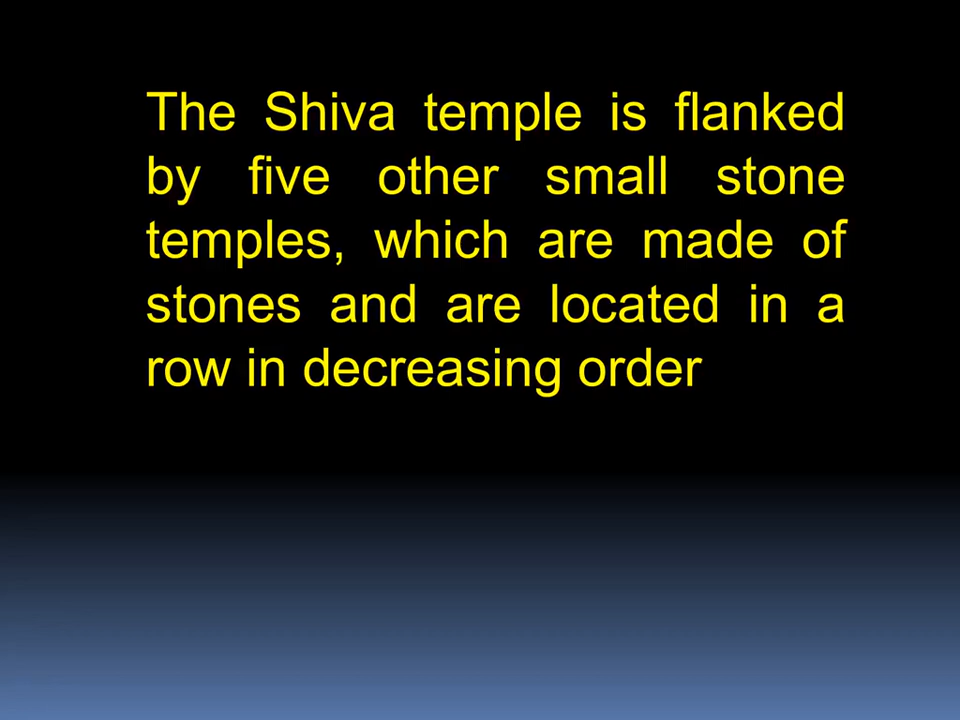 The Shiva temple is flanked
by five other small stone
temples, which are made of
stones and are located in a
row in decreasing order